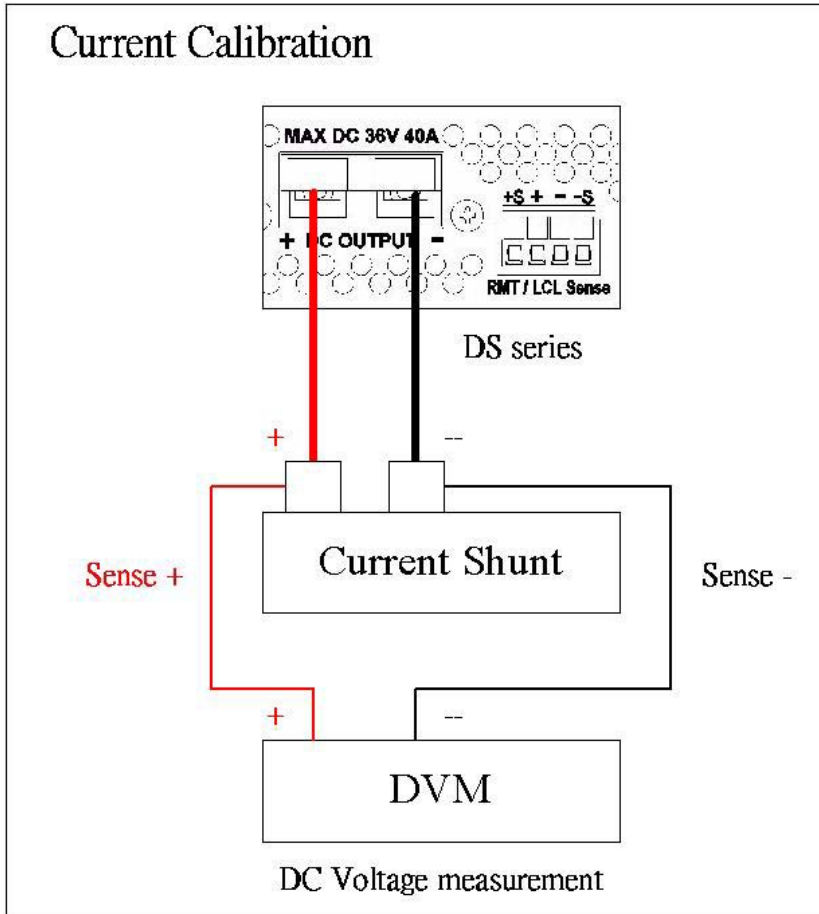 Current Calibration
MAX DC 36V 40A
+S + - -S
+ DC OUTPUT -
RMT / LCL Sense
DS series
+ --
Current Shunt
Sense + Sense -
+ --
DVM
DC Voltage measurement